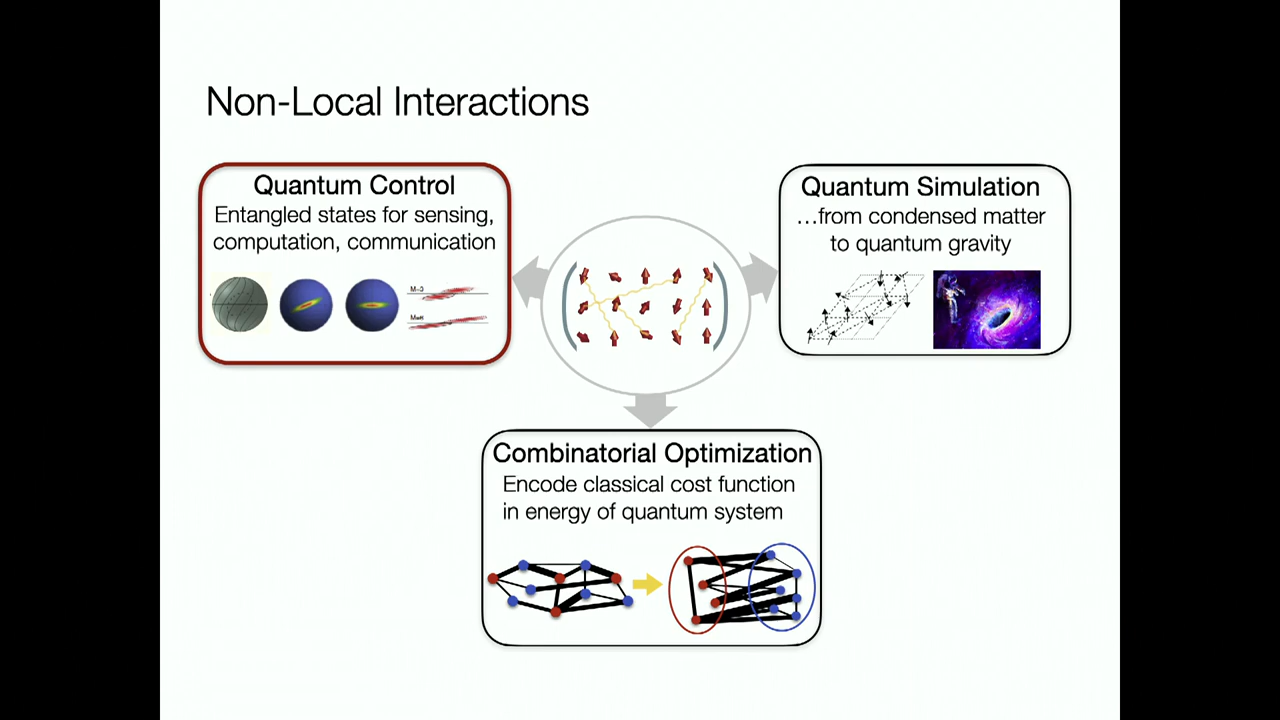 Non-Local Interactions
Quantum Control
Entangled states for sensing,
computation, communication
Quantum Simulation
…from condensed matter
to quantum gravity
Combinatorial Optimization
Encode classical cost function
in energy of quantum system